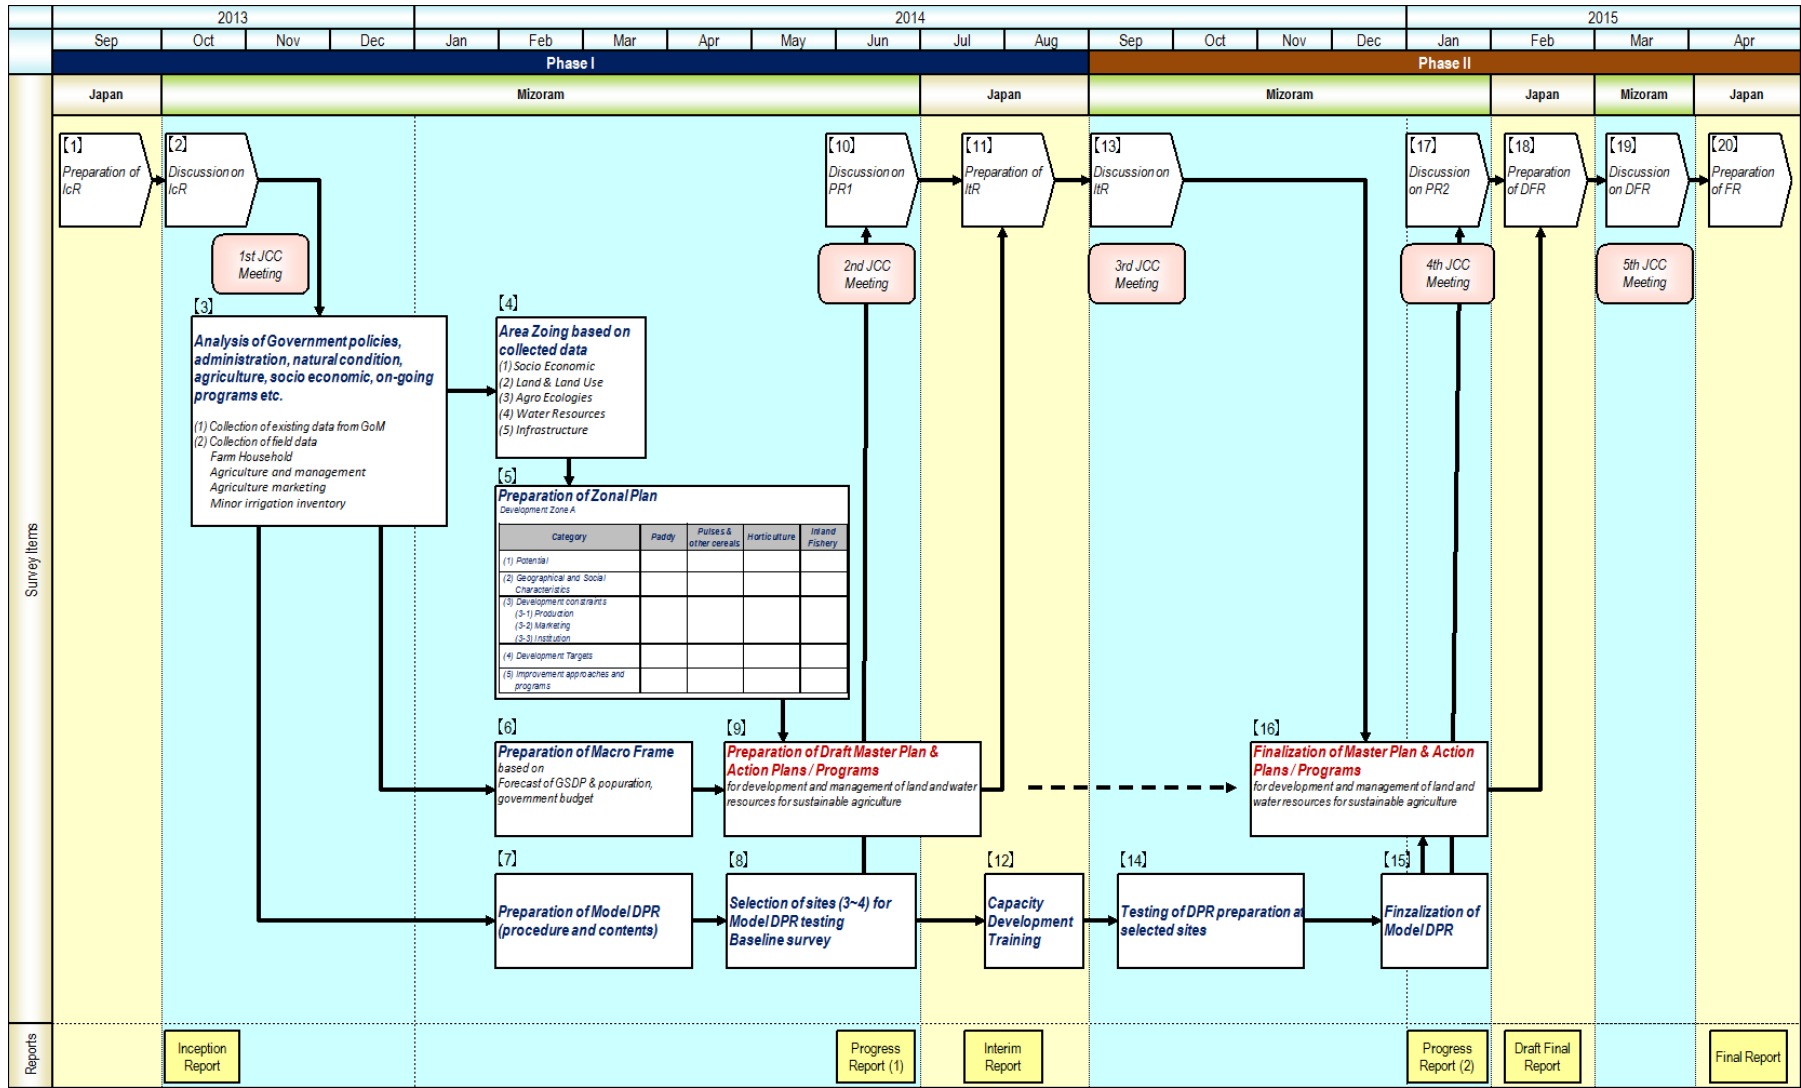 2013
2014
2015
Sep
Oct
Nov
Dec
Jan
Feb
Mar
Apr
May
Jun
Jul
Aug
Sep
Oct
Nov
Dec
Jan
Feb
Mar
Apr
Phase I
Phase II
Japan
Mizoram
Japan
Mizoram
Japan
Mizoram
Japan
Survey Items
【1】
Preparation of
IcR
【2】
Discussion on
IcR
【10】
Discussion on
PR1
【11】
Preparation of
ItR
【13】
Discussion on
ItR
【17】
Discussion
on PR2
【18】
Preparation
of DFR
【19】
Discussion
on DFR
【20】
Preparation
of FR
1st JCC
Meeting
2nd JCC
Meeting
3rd JCC
Meeting
4th JCC
Meeting
5th JCC
Meeting
【3】
Analysis of Government policies,
administration, natural condition,
agriculture, socio economic, on-going
programs etc.
(1) Collection of existing data from GoM
(2) Collection of field data
Farm Household
Agriculture and management
Agriculture marketing
Minor irrigation inventory
【4】
Area Zoing based on
collected data
(1) Socio Economic
(2) Land & Land Use
(3) Agro Ecologies
(4) Water Resources
(5) Infrastructure
【5】
Preparation of Zonal Plan
Development Zone A
Category
Paddy
Pulses &
other cereals
Horticulture
Inland
Fishery
(1) Potential
(2) Geographical and Social
Characteristics
(3) Development constraints
(3-1) Production
(3-2) Marketing
(3-3) Institution
(4) Development Targets
(5) Improvement approaches and
programs
【6】
Preparation of Macro Frame
based on
Forecast of GSDP & popuration,
government budget
【9】
Preparation of Draft Master Plan &
Action Plans / Programs
for development and management of land and water
resources for sustainable agriculture
【16】
Finalization of Master Plan & Action
Plans / Programs
for development and management of land and
water resources for sustainable agriculture
【7】
Preparation of Model DPR
(procedure and contents)
【8】
Selection of sites (3~4) for
Model DPR testing
Baseline survey
【12】
Capacity
Development
Training
【14】
Testing of DPR preparation at
selected sites
【15】
Finzalization of
Model DPR
Reports
Inception
Report
Progress
Report (1)
Interim
Report
Progress
Report (2)
Draft Final
Report
Final Report